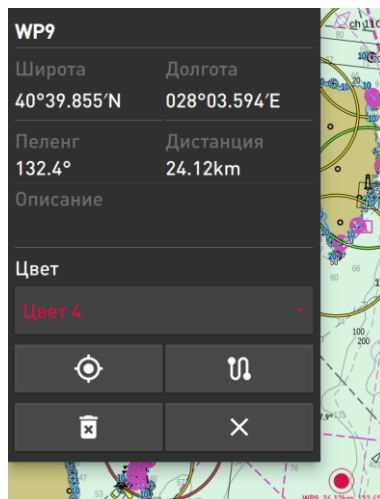 WP9
Широта Долгота
40°39.855′N 028°03.594′E
Пеленг Дистанция
132.4° 24.12km
Описание
Цвет
Цвет 4